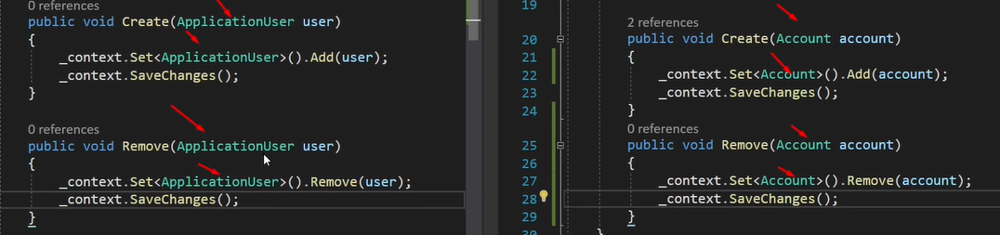 0 references
public void Create(ApplicationUser user)
{
_context.Set<ApplicationUser>().Add(user);
_context.SaveChanges();
}
0 references
public void Remove(ApplicationUser user)
{
_context.Set<ApplicationUser>().Remove(user);
_context.SaveChanges();
}
19
2 references
20 public void Create(Account account)
21 {
22 _context.Set<Account>().Add(account);
23 _context.SaveChanges();
24 }
0 references
25 public void Remove(Account account)
26 {
27 _context.Set<Account>().Remove(account);
28 _context.SaveChanges();
29 }
30 }